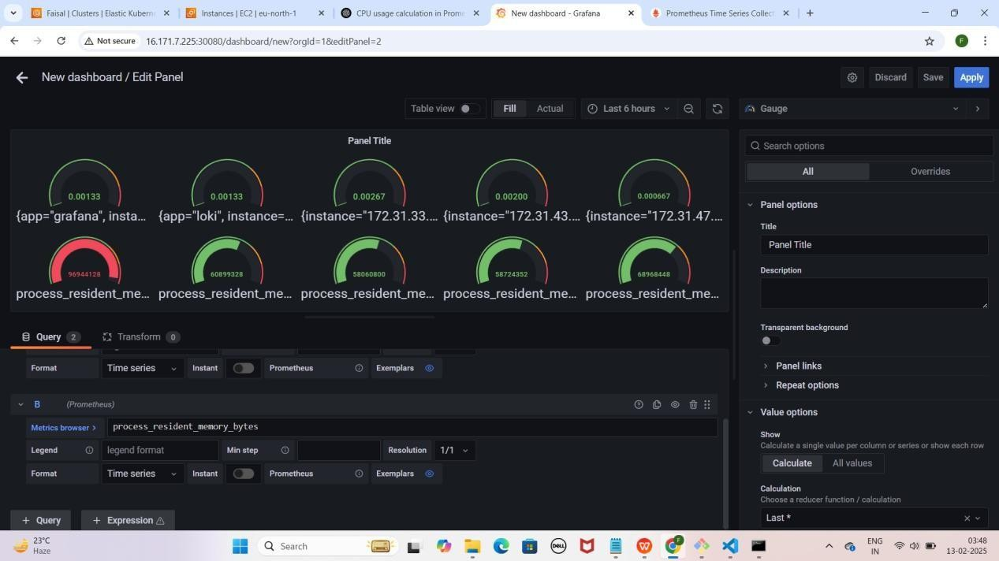 Faisal | Clusters | Elastic Kubern
Instances | EC2 | eu-north-1
CPU usage calculation in Prome
New dashboard - Grafana
Prometheus Time Series Collect
Not secure
16.171.7.225:30080/dashboard/new?orgId=1&editPanel=2
F
New dashboard / Edit Panel
Discard
Save
Apply
Table view
Fill
Actual
Last 6 hours
Gauge
Panel Title
0.00133
0.00133
0.00267
0.00200
0.000667
{app="grafana", insta...
{app="loki", instance=...
{instance="172.31.33....
{instance="172.31.43....
{instance="172.31.47....
96944128
60899328
58060800
58724352
68968448
process_resident_me...
process_resident_me...
process_resident_me...
process_resident_me...
process_resident_me...
Search options
All
Overrides
Panel options
Title
Panel Title
Description
Transparent background
Panel links
Repeat options
Value options
Show
Calculate a single value per column or series or show each row
Calculate
All values
Calculation
Choose a reducer function / calculation
Last *
Query
2
Transform
0
Format
Time series
Instant
Prometheus
Exemplars
B
(Prometheus)
Metrics browser >
process_resident_memory_bytes
Legend
legend format
Min step
Resolution
1/1
Format
Time series
Instant
Prometheus
Exemplars
+ Query
+ Expression
23°C
Haze
Search
DELL
ENG
IN
03:48
13-02-2025